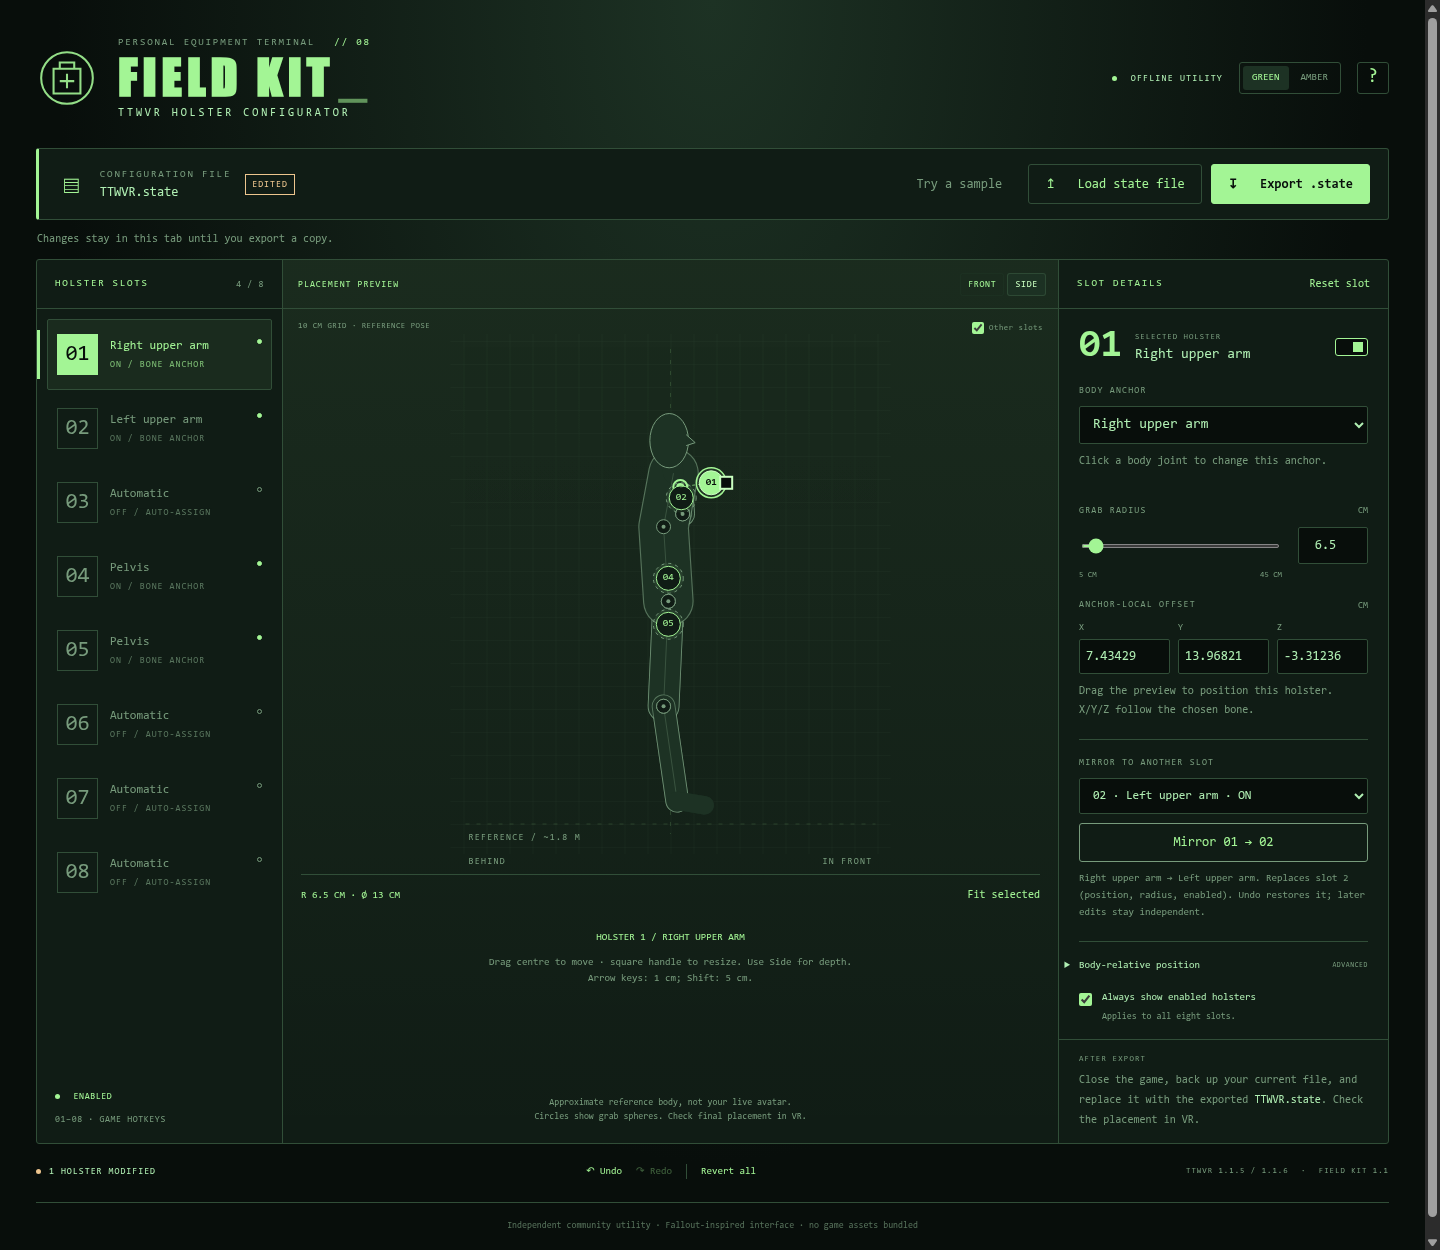 PERSONAL EQUIPMENT TERMINAL // 08
FIELD KIT_
TTWVR HOLSTER CONFIGURATOR
OFFLINE UTILITY
GREEN
AMBER
?
CONFIGURATION FILE
TTWVR.state
EDITED
Try a sample
↥ Load state file
↧ Export .state
Changes stay in this tab until you export a copy.
HOLSTER SLOTS
4 / 8
01
Right upper arm
ON / BONE ANCHOR
02
Left upper arm
ON / BONE ANCHOR
03
Automatic
OFF / AUTO-ASSIGN
04
Pelvis
ON / BONE ANCHOR
05
Pelvis
ON / BONE ANCHOR
06
Automatic
OFF / AUTO-ASSIGN
07
Automatic
OFF / AUTO-ASSIGN
08
Automatic
OFF / AUTO-ASSIGN
ENABLED
01–08 · GAME HOTKEYS
PLACEMENT PREVIEW
FRONT
SIDE
10 CM GRID · REFERENCE POSE
Other slots
01
02
04
05
REFERENCE / ~1.8 M
BEHIND
IN FRONT
R 6.5 CM · Ø 13 CM
Fit selected
HOLSTER 1 / RIGHT UPPER ARM
Drag centre to move · square handle to resize. Use Side for depth.
Arrow keys: 1 cm; Shift: 5 cm.
Approximate reference body, not your live avatar.
Circles show grab spheres. Check final placement in VR.
SLOT DETAILS
Reset slot
01
SELECTED HOLSTER
Right upper arm
BODY ANCHOR
Right upper arm
Click a body joint to change this anchor.
GRAB RADIUS
CM
6.5
5 CM
45 CM
ANCHOR-LOCAL OFFSET
CM
X
Y
Z
7.43429
13.96821
-3.31236
Drag the preview to position this holster.
X/Y/Z follow the chosen bone.
MIRROR TO ANOTHER SLOT
02 · Left upper arm · ON
Mirror 01 → 02
Right upper arm → Left upper arm. Replaces slot 2
(position, radius, enabled). Undo restores it; later
edits stay independent.
Body-relative position
ADVANCED
Always show enabled holsters
Applies to all eight slots.
AFTER EXPORT
Close the game, back up your current file, and
replace it with the exported TTWVR.state. Check
the placement in VR.
1 HOLSTER MODIFIED
↶ Undo
↷ Redo
Revert all
TTWVR 1.1.5 / 1.1.6 · FIELD KIT 1.1
Independent community utility · Fallout-inspired interface · no game assets bundled